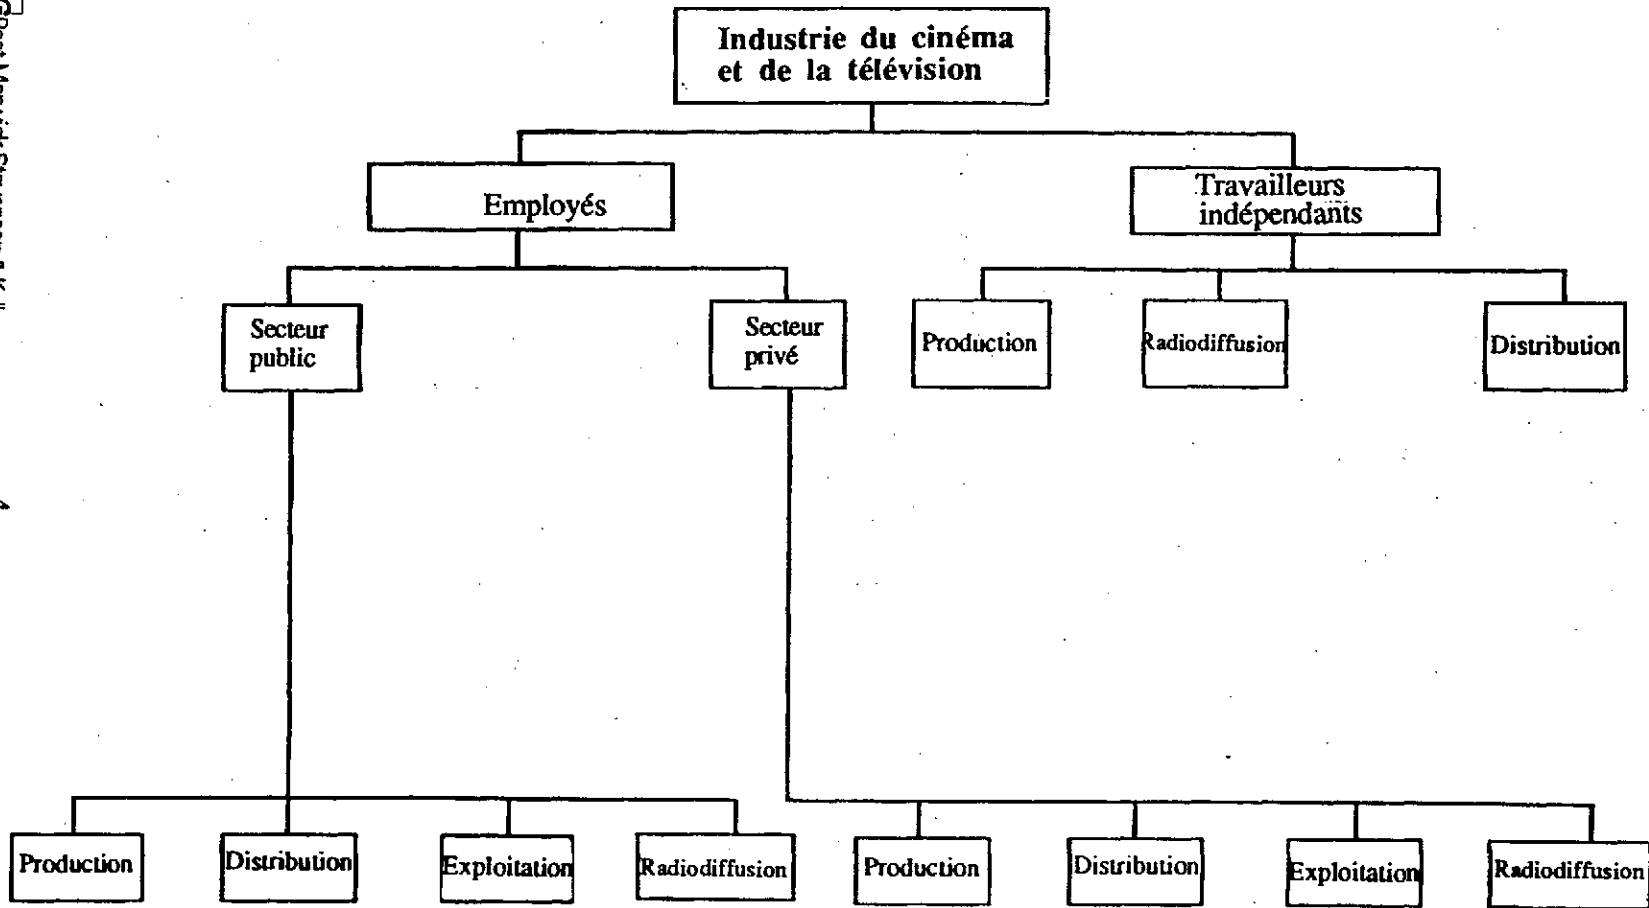 Industrie du cinéma
et de la télévision
Employés
Travailleurs
indépendants
Secteur
public
Secteur
privé
Production
Radiodiffusion
Distribution
Production
Distribution
Exploitation
Radiodiffusion
Production
Distribution
Exploitation
Radiodiffusion